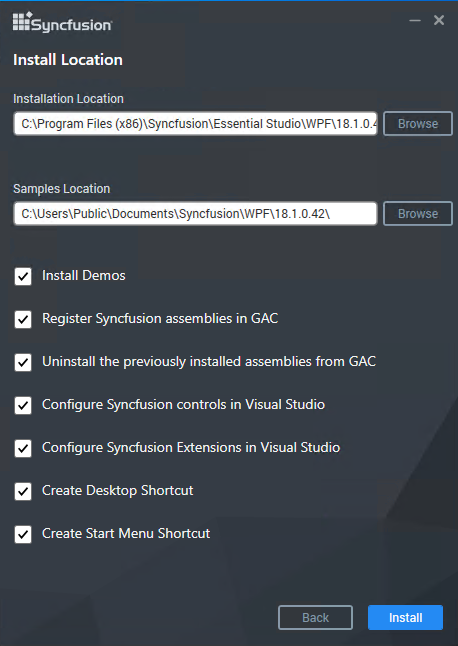 Syncfusion
Install Location
Installation Location
C:\Program Files (x86)\Syncfusion\Essential Studio\WPF\18.1.0.4
Browse
Samples Location
C:\Users\Public\Documents\Syncfusion\WPF\18.1.0.42\
Browse
Install Demos
Register Syncfusion assemblies in GAC
Uninstall the previously installed assemblies from GAC
Configure Syncfusion controls in Visual Studio
Configure Syncfusion Extensions in Visual Studio
Create Desktop Shortcut
Create Start Menu Shortcut
Back
Install